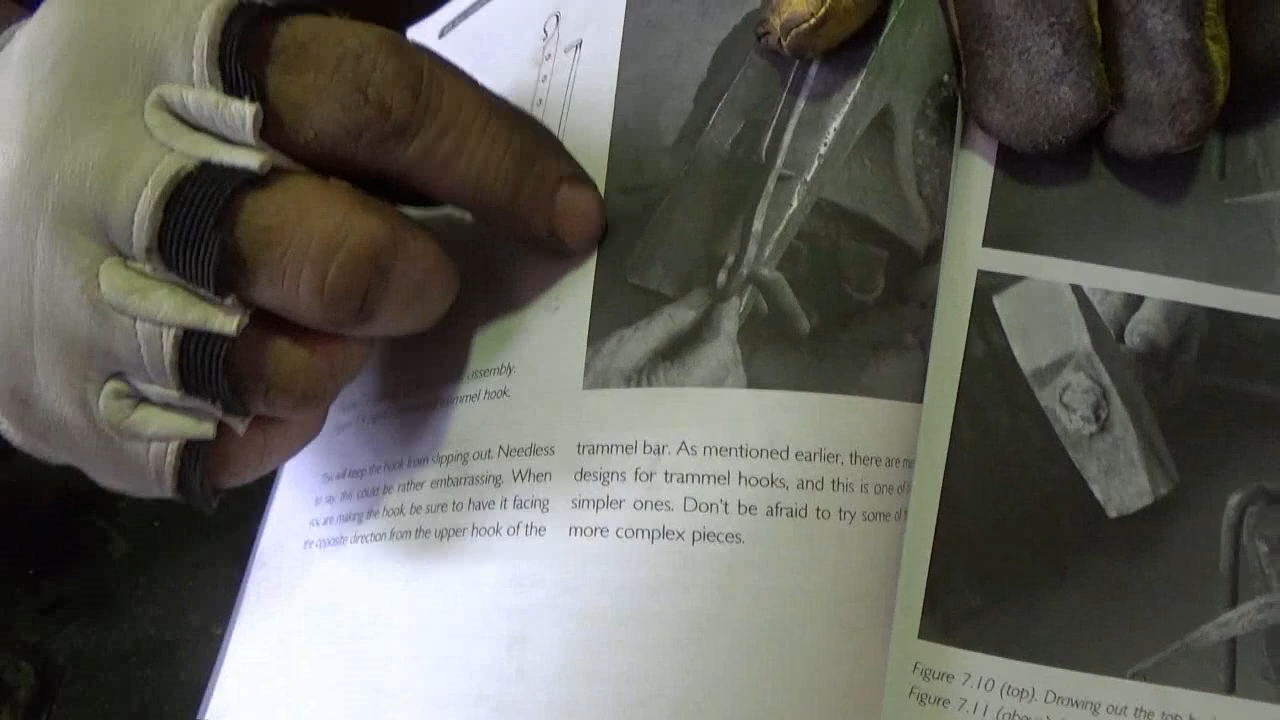 assembly.
trammel hook.
This will keep the hook from slipping out. Needless
to say, this could be rather embarrassing. When
you are making the hook, be sure to have it facing
the opposite direction from the upper hook of the
trammel bar. As mentioned earlier, there are
designs for trammel hooks, and this is one of
simpler ones. Don't be afraid to try some of
more complex pieces.
Figure 7.10 (top). Drawing out the top
Figure 7.11 (above).